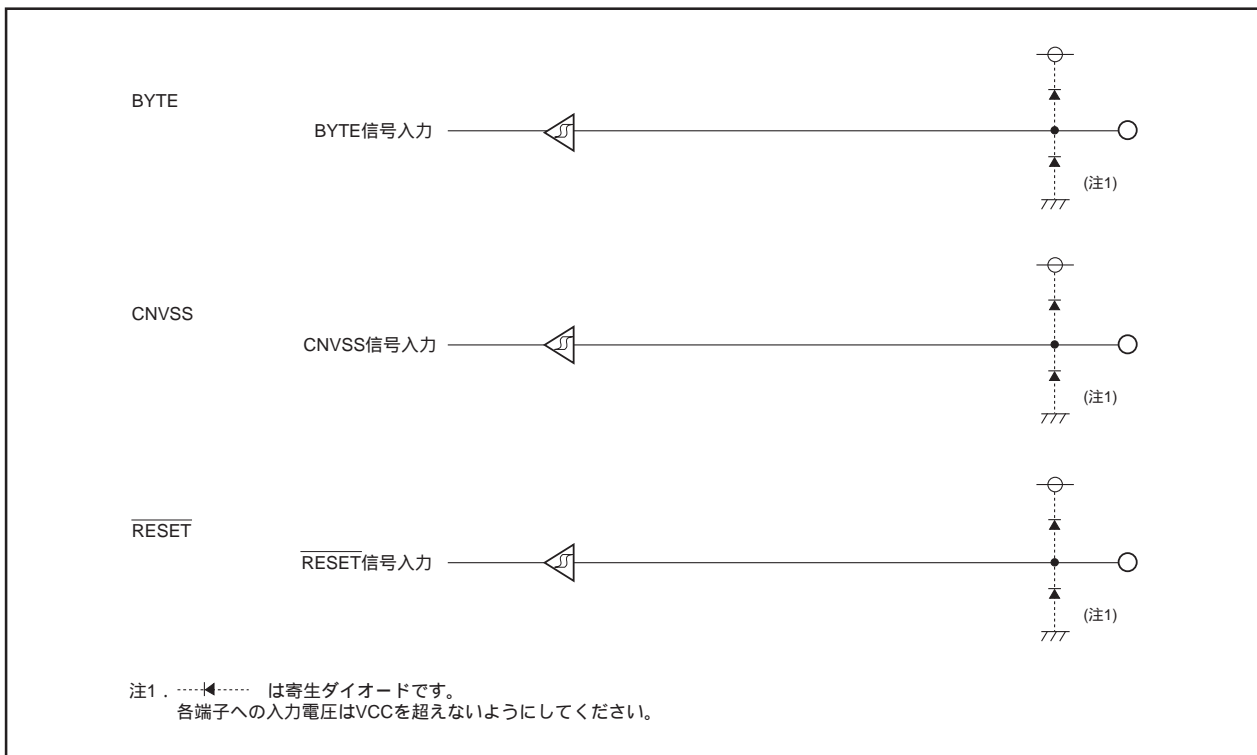 BYTE
BYTE信号入力
(注1)
CNVSS
CNVSS信号入力
(注1)
RESET
RESET信号入力
(注1)
注1． は寄生ダイオードです。
各端子への入力電圧はVCCを超えないようにしてください。